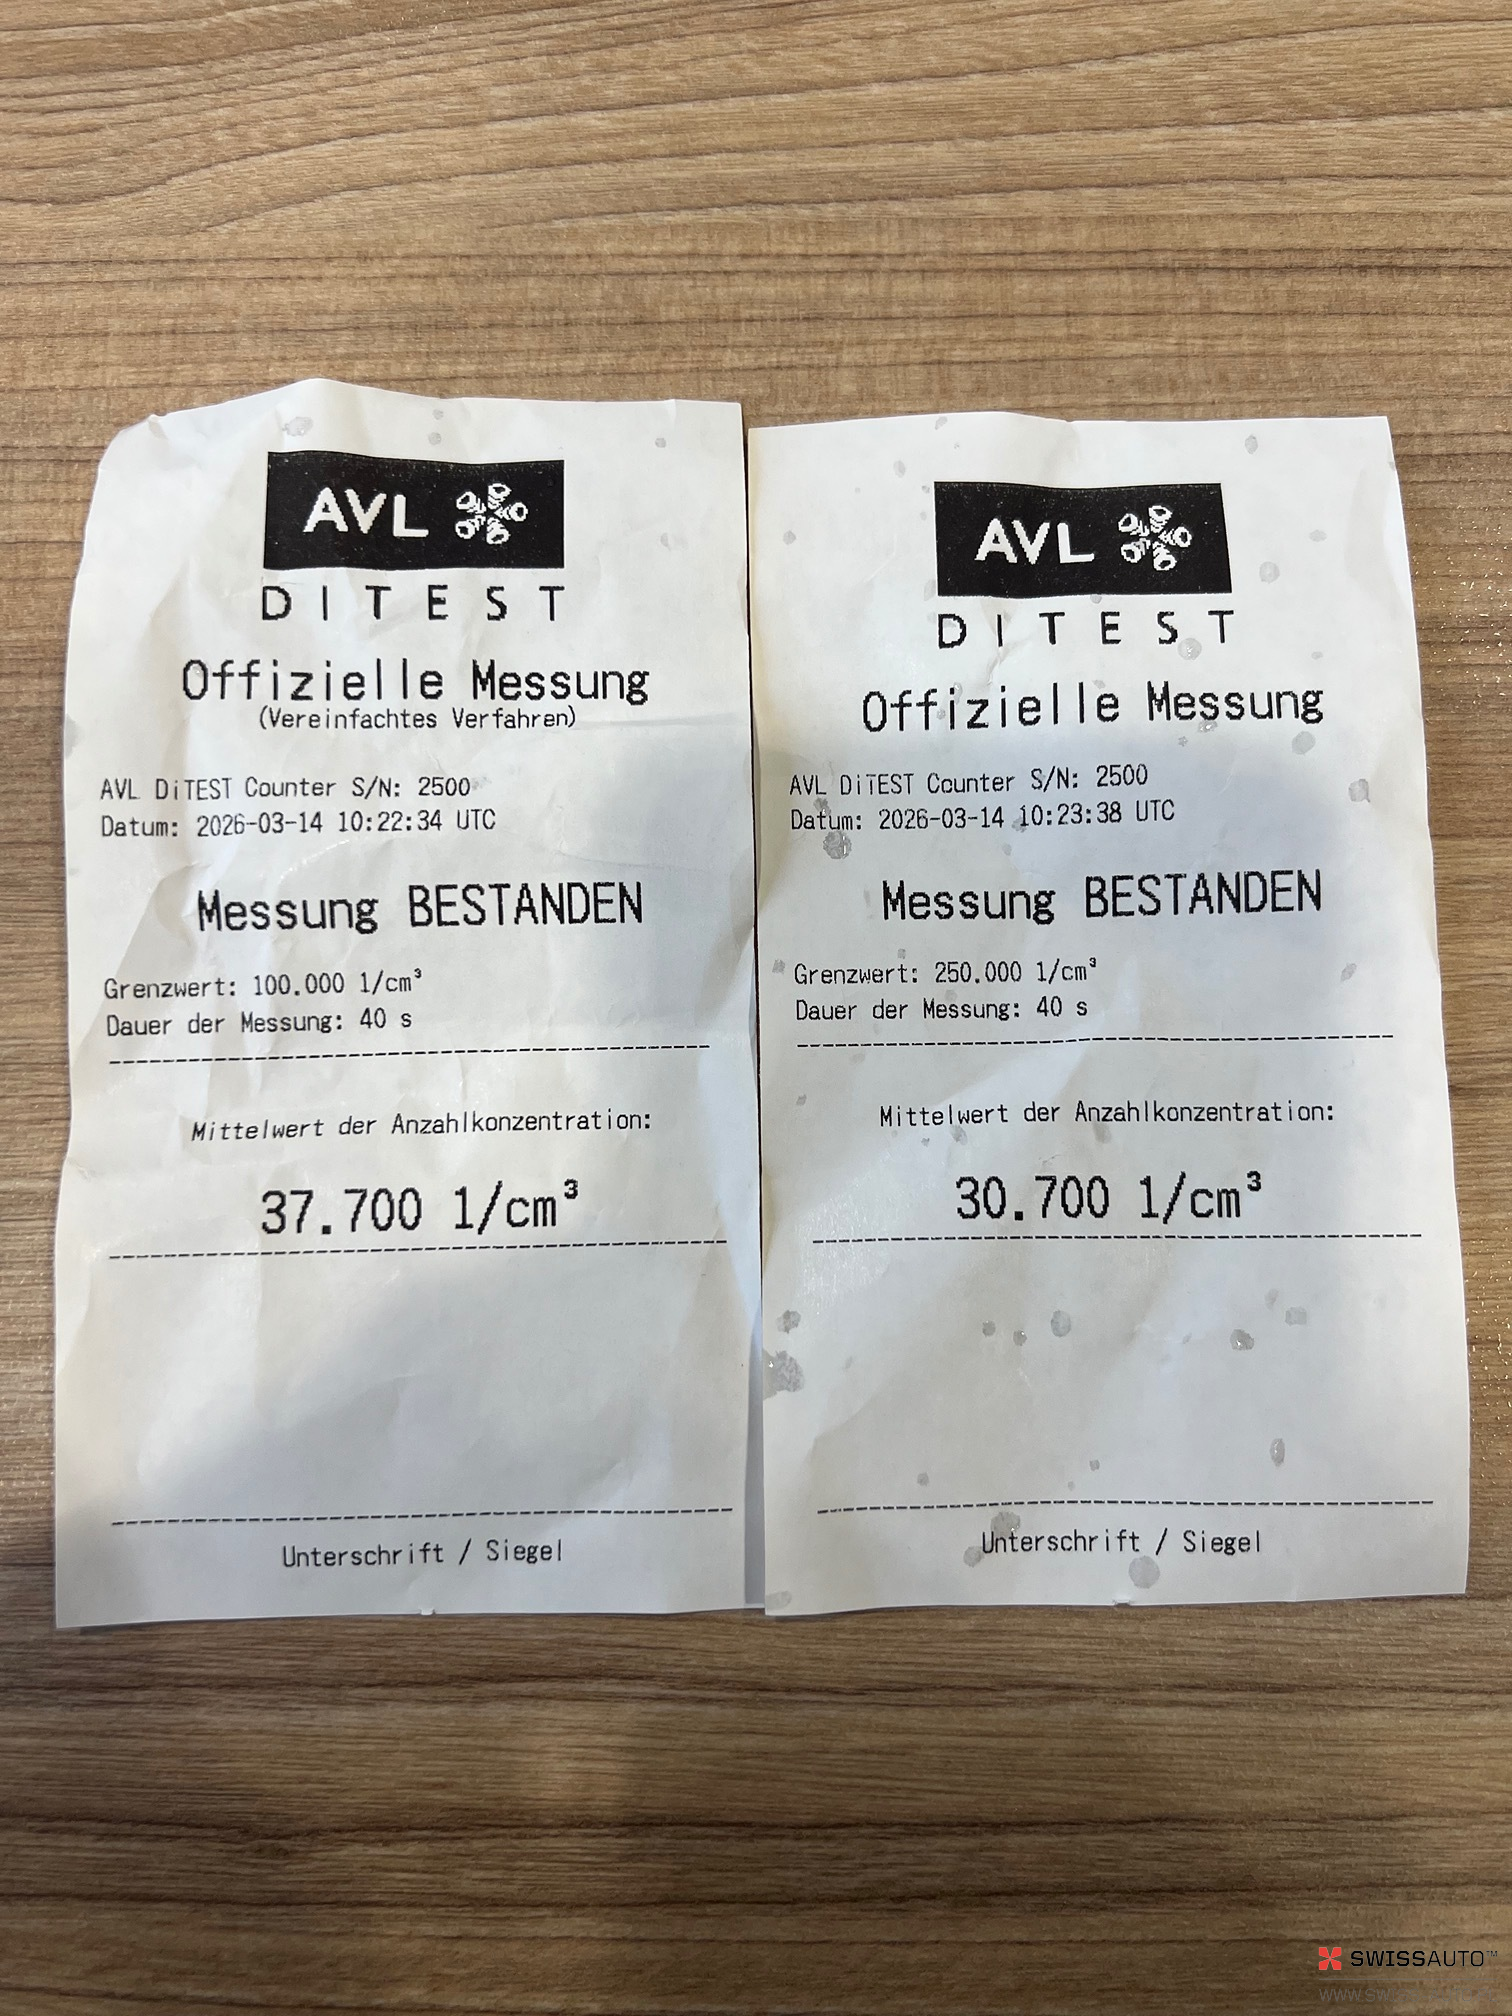 AVL
DITEST
Offizielle Messung
(Vereinfachtes Verfahren)
AVL DiTEST Counter S/N: 2500
Datum: 2026-03-14 10:22:34 UTC
Messung BESTANDEN
Grenzwert: 100.000 1/cm³
Dauer der Messung: 40 s
Mittelwert der Anzahlkonzentration:
37.700 1/cm³
Unterschrift / Siegel
AVL
DITEST
Offizielle Messung
AVL DiTEST Counter S/N: 2500
Datum: 2026-03-14 10:23:38 UTC
Messung BESTANDEN
Grenzwert: 250.000 1/cm³
Dauer der Messung: 40 s
Mittelwert der Anzahlkonzentration:
30.700 1/cm³
Unterschrift / Siegel
SWISSAUTO™